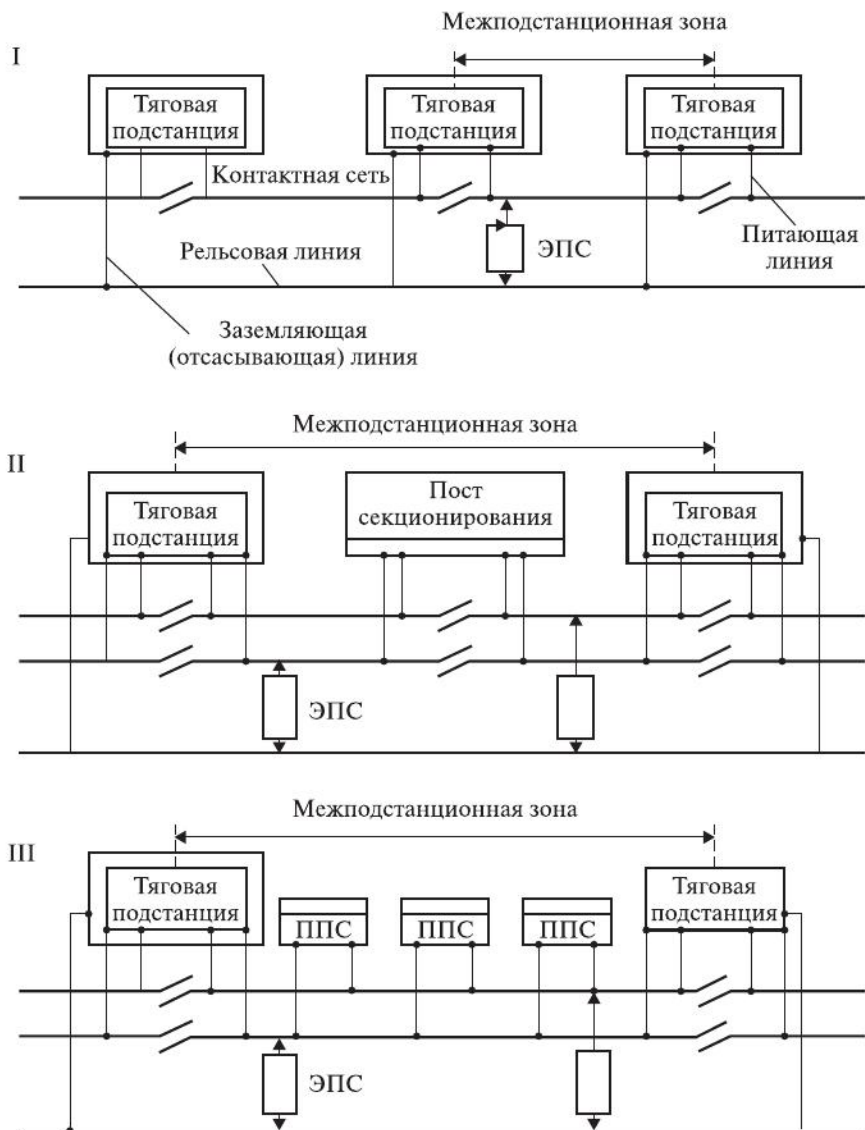 Межподстанционная зона
I
Тяговая
подстанция
Тяговая
подстанция
Тяговая
подстанция
Контактная сеть
Рельсовая линия
ЭПС
Питающая
линия
Заземляющая
(отсасывающая) линия
Межподстанционная зона
II
Тяговая
подстанция
Пост
секционирования
Тяговая
подстанция
ЭПС
Межподстанционная зона
III
Тяговая
подстанция
ППС
ППС
ППС
Тяговая
подстанция
ЭПС